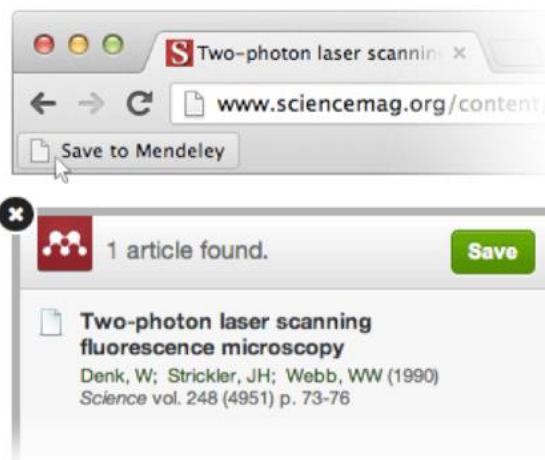 S Two-photon laser scannin
www.sciencemag.org/content
Save to Mendeley
1 article found.
Save
Two-photon laser scanning
fluorescence microscopy
Denk, W; Strickler, JH; Webb, WW (1990)
Science vol. 248 (4951) p. 73-76